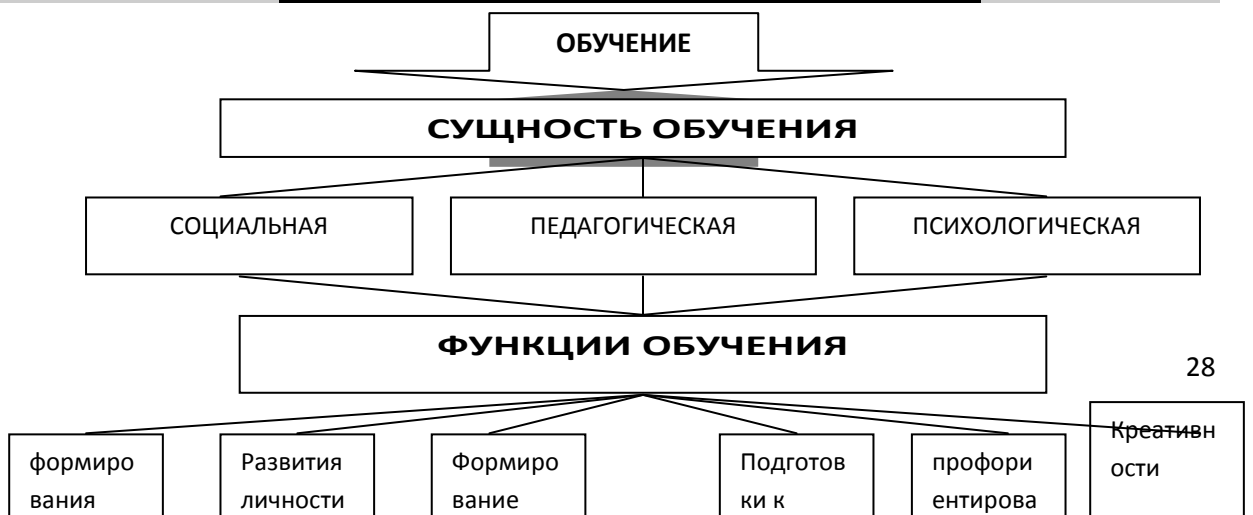 ОБУЧЕНИЕ
СУЩНОСТЬ ОБУЧЕНИЯ
СОЦИАЛЬНАЯ
ПЕДАГОГИЧЕСКАЯ
ПСИХОЛОГИЧЕСКАЯ
ФУНКЦИИ ОБУЧЕНИЯ
28
формиро
вания
Развития
личности
Формиро
вание
Подготов
ки к
профори
ентирова
Креативн
ости